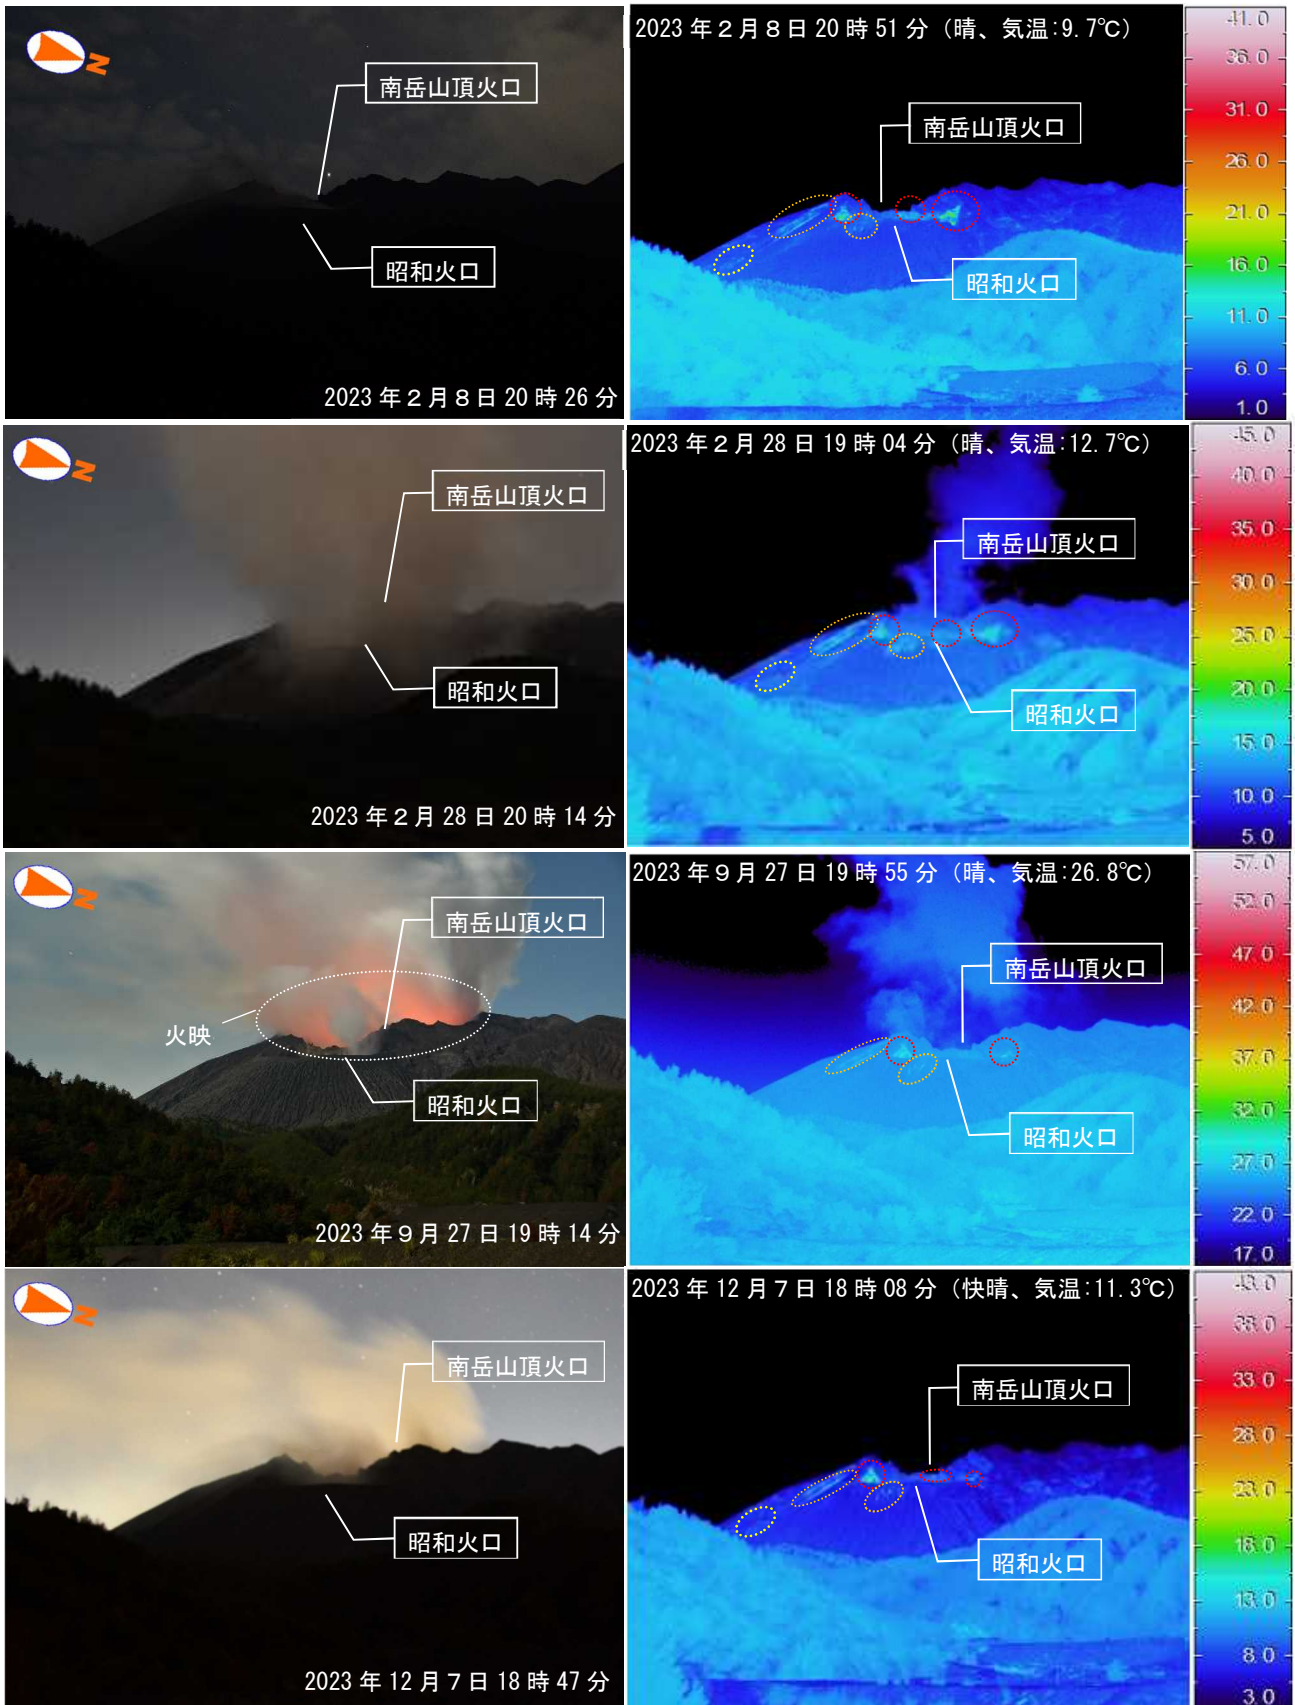 N
南岳山頂火口
昭和火口
2023年2月8日20時26分
2023年2月8日20時51分（晴、気温:9.7℃）
南岳山頂火口
昭和火口
41.0
36.0
31.0
26.0
21.0
16.0
11.0
6.0
1.0
N
南岳山頂火口
昭和火口
2023年2月28日20時14分
2023年2月28日19時04分（晴、気温:12.7℃）
南岳山頂火口
昭和火口
45.0
40.0
35.0
30.0
25.0
20.0
15.0
10.0
5.0
N
南岳山頂火口
火映
昭和火口
2023年9月27日19時14分
2023年9月27日19時55分（晴、気温:26.8℃）
南岳山頂火口
昭和火口
57.0
52.0
47.0
42.0
37.0
32.0
27.0
22.0
17.0
N
南岳山頂火口
昭和火口
2023年12月7日18時47分
2023年12月7日18時08分（快晴、気温:11.3℃）
南岳山頂火口
昭和火口
43.0
38.0
33.0
28.0
23.0
18.0
13.0
8.0
3.0